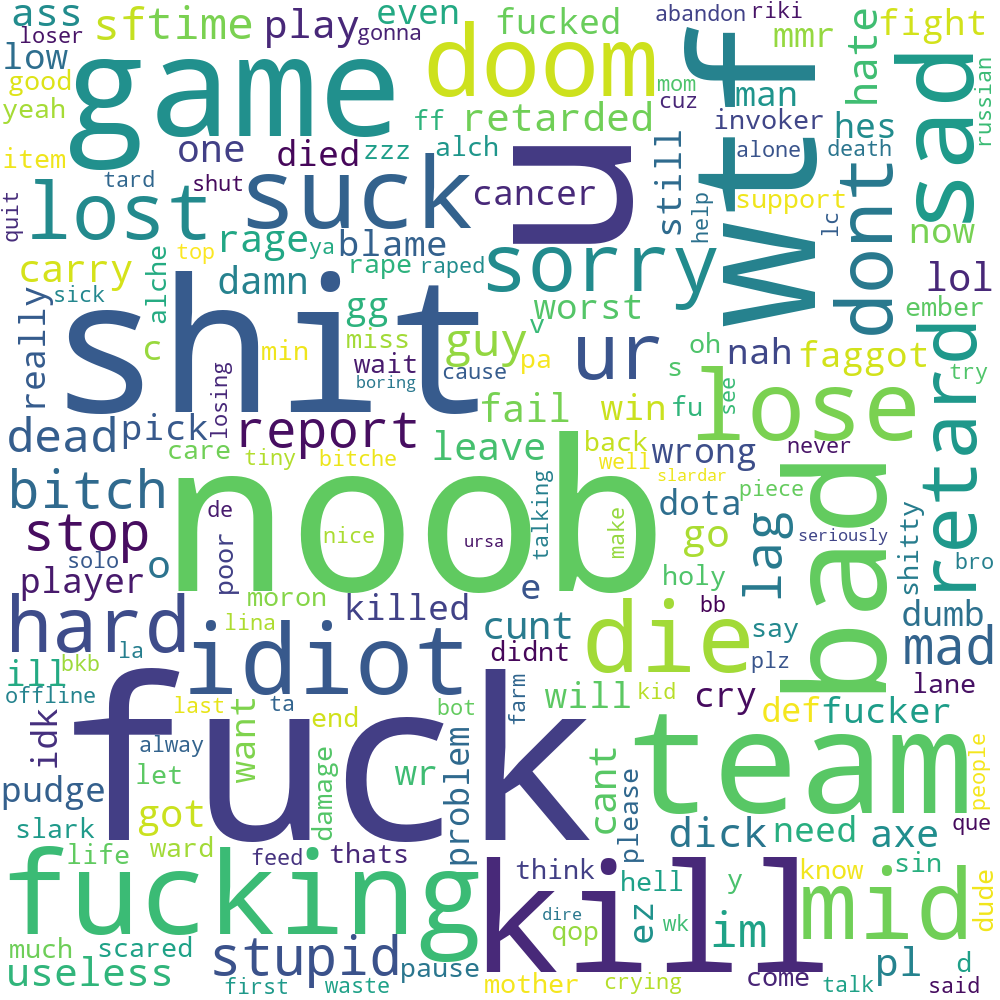 ass
loser
sf
time
play
gonna
even
fucked
abandon
riki
fight
low
good
yeah
game
doom
mom
cuz
wtf
man
mmr
hate
sad
russian
item
ff
retarded
invoker
hes
one
died
zzz
alch
u
still
alone
death
quit
tard
shut
lost
suck
cancer
help
support
lc
dont
now
carry
top
rage
ya
blame
sorry
lol
sick
alche
damn
rape
raped
really
shit
gg
v
worst
ember
c
min
miss
guy
pa
ur
s
oh
nah
faggot
wait
boring
cause
see
try
losing
fail
win
fu
lose
retard
dead
pick
report
leave
back
wrong
never
care
tiny
bitche
well
slardar
bitch
noob
dota
piece
bad
stop
de
nice
ursa
talking
make
go
lag
seriously
shitty
bro
solo
o
poor
player
moron
e
holy
bb
dumb
hard
lina
killed
cunt
die
say
mad
la
idiot
didnt
plz
ill
bkb
lane
offline
last
ta
end
bot
farm
will
kid
cry
def
fucker
idk
want
fuck
alway
problem
team
people
pudge
let
damage
wr
cant
got
please
que
slark
dick
need
axe
life
ward
feed
thats
fucking
kill
think
hell
y
know
sin
mid
dude
dire
qop
ez
wk
im
much
scared
stupid
pause
pl
d
useless
first
waste
mother
crying
come
talk
said